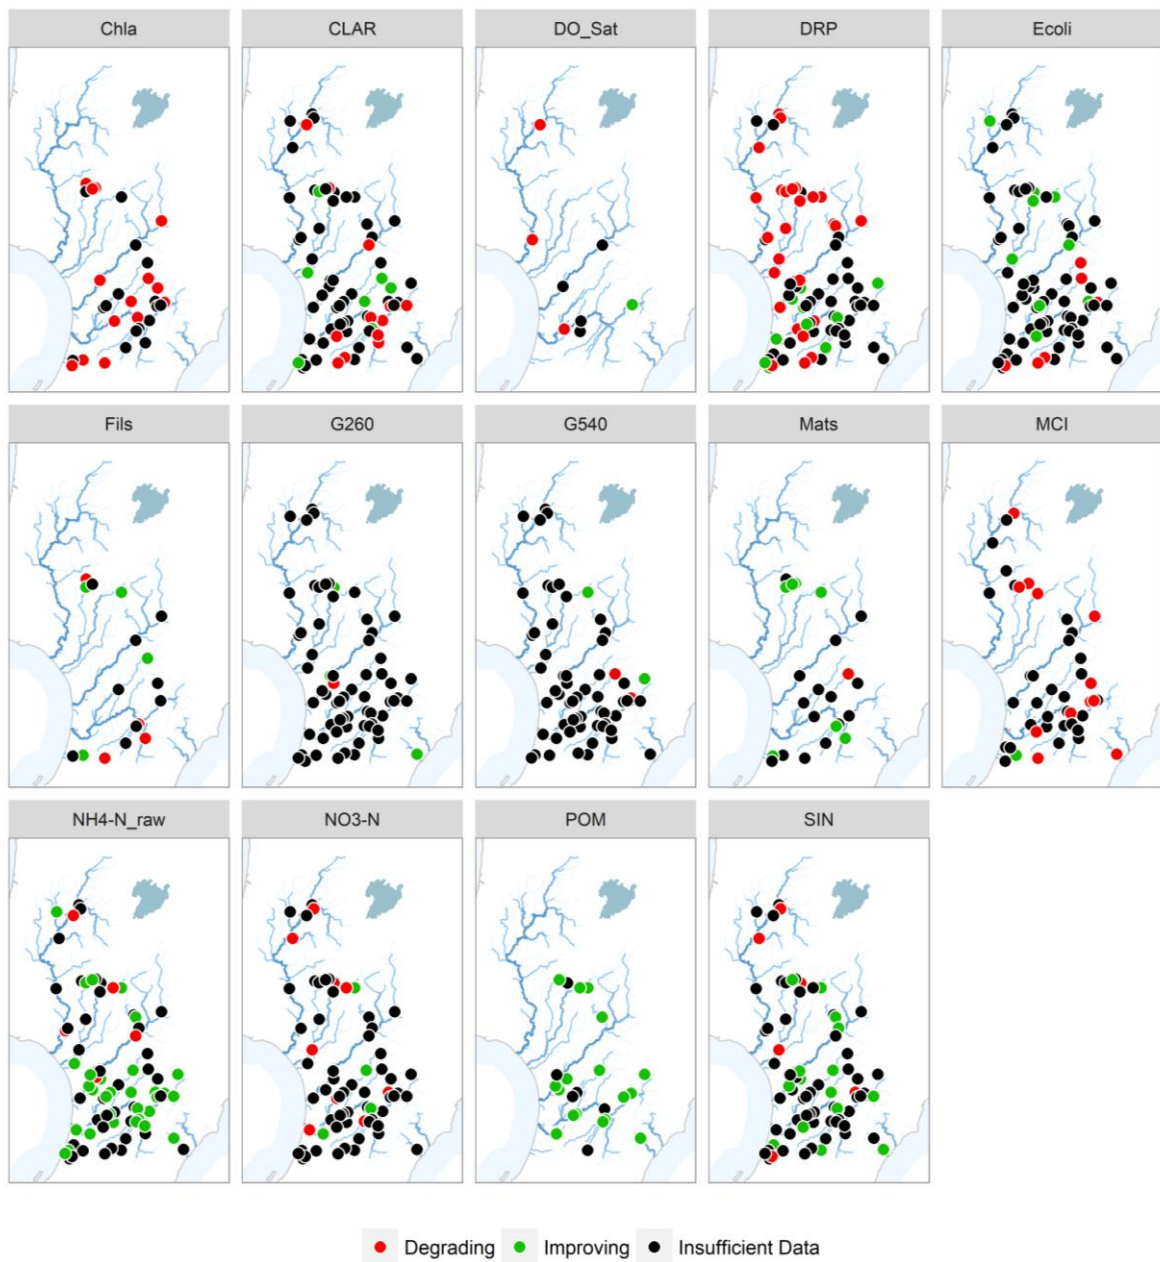 Chla
CLAR
DO_Sat
DRP
Ecoli
Fils
G260
G540
Mats
MCI
NH4-N_raw
NO3-N
POM
SIN
Degrading
Improving
Insufficient Data